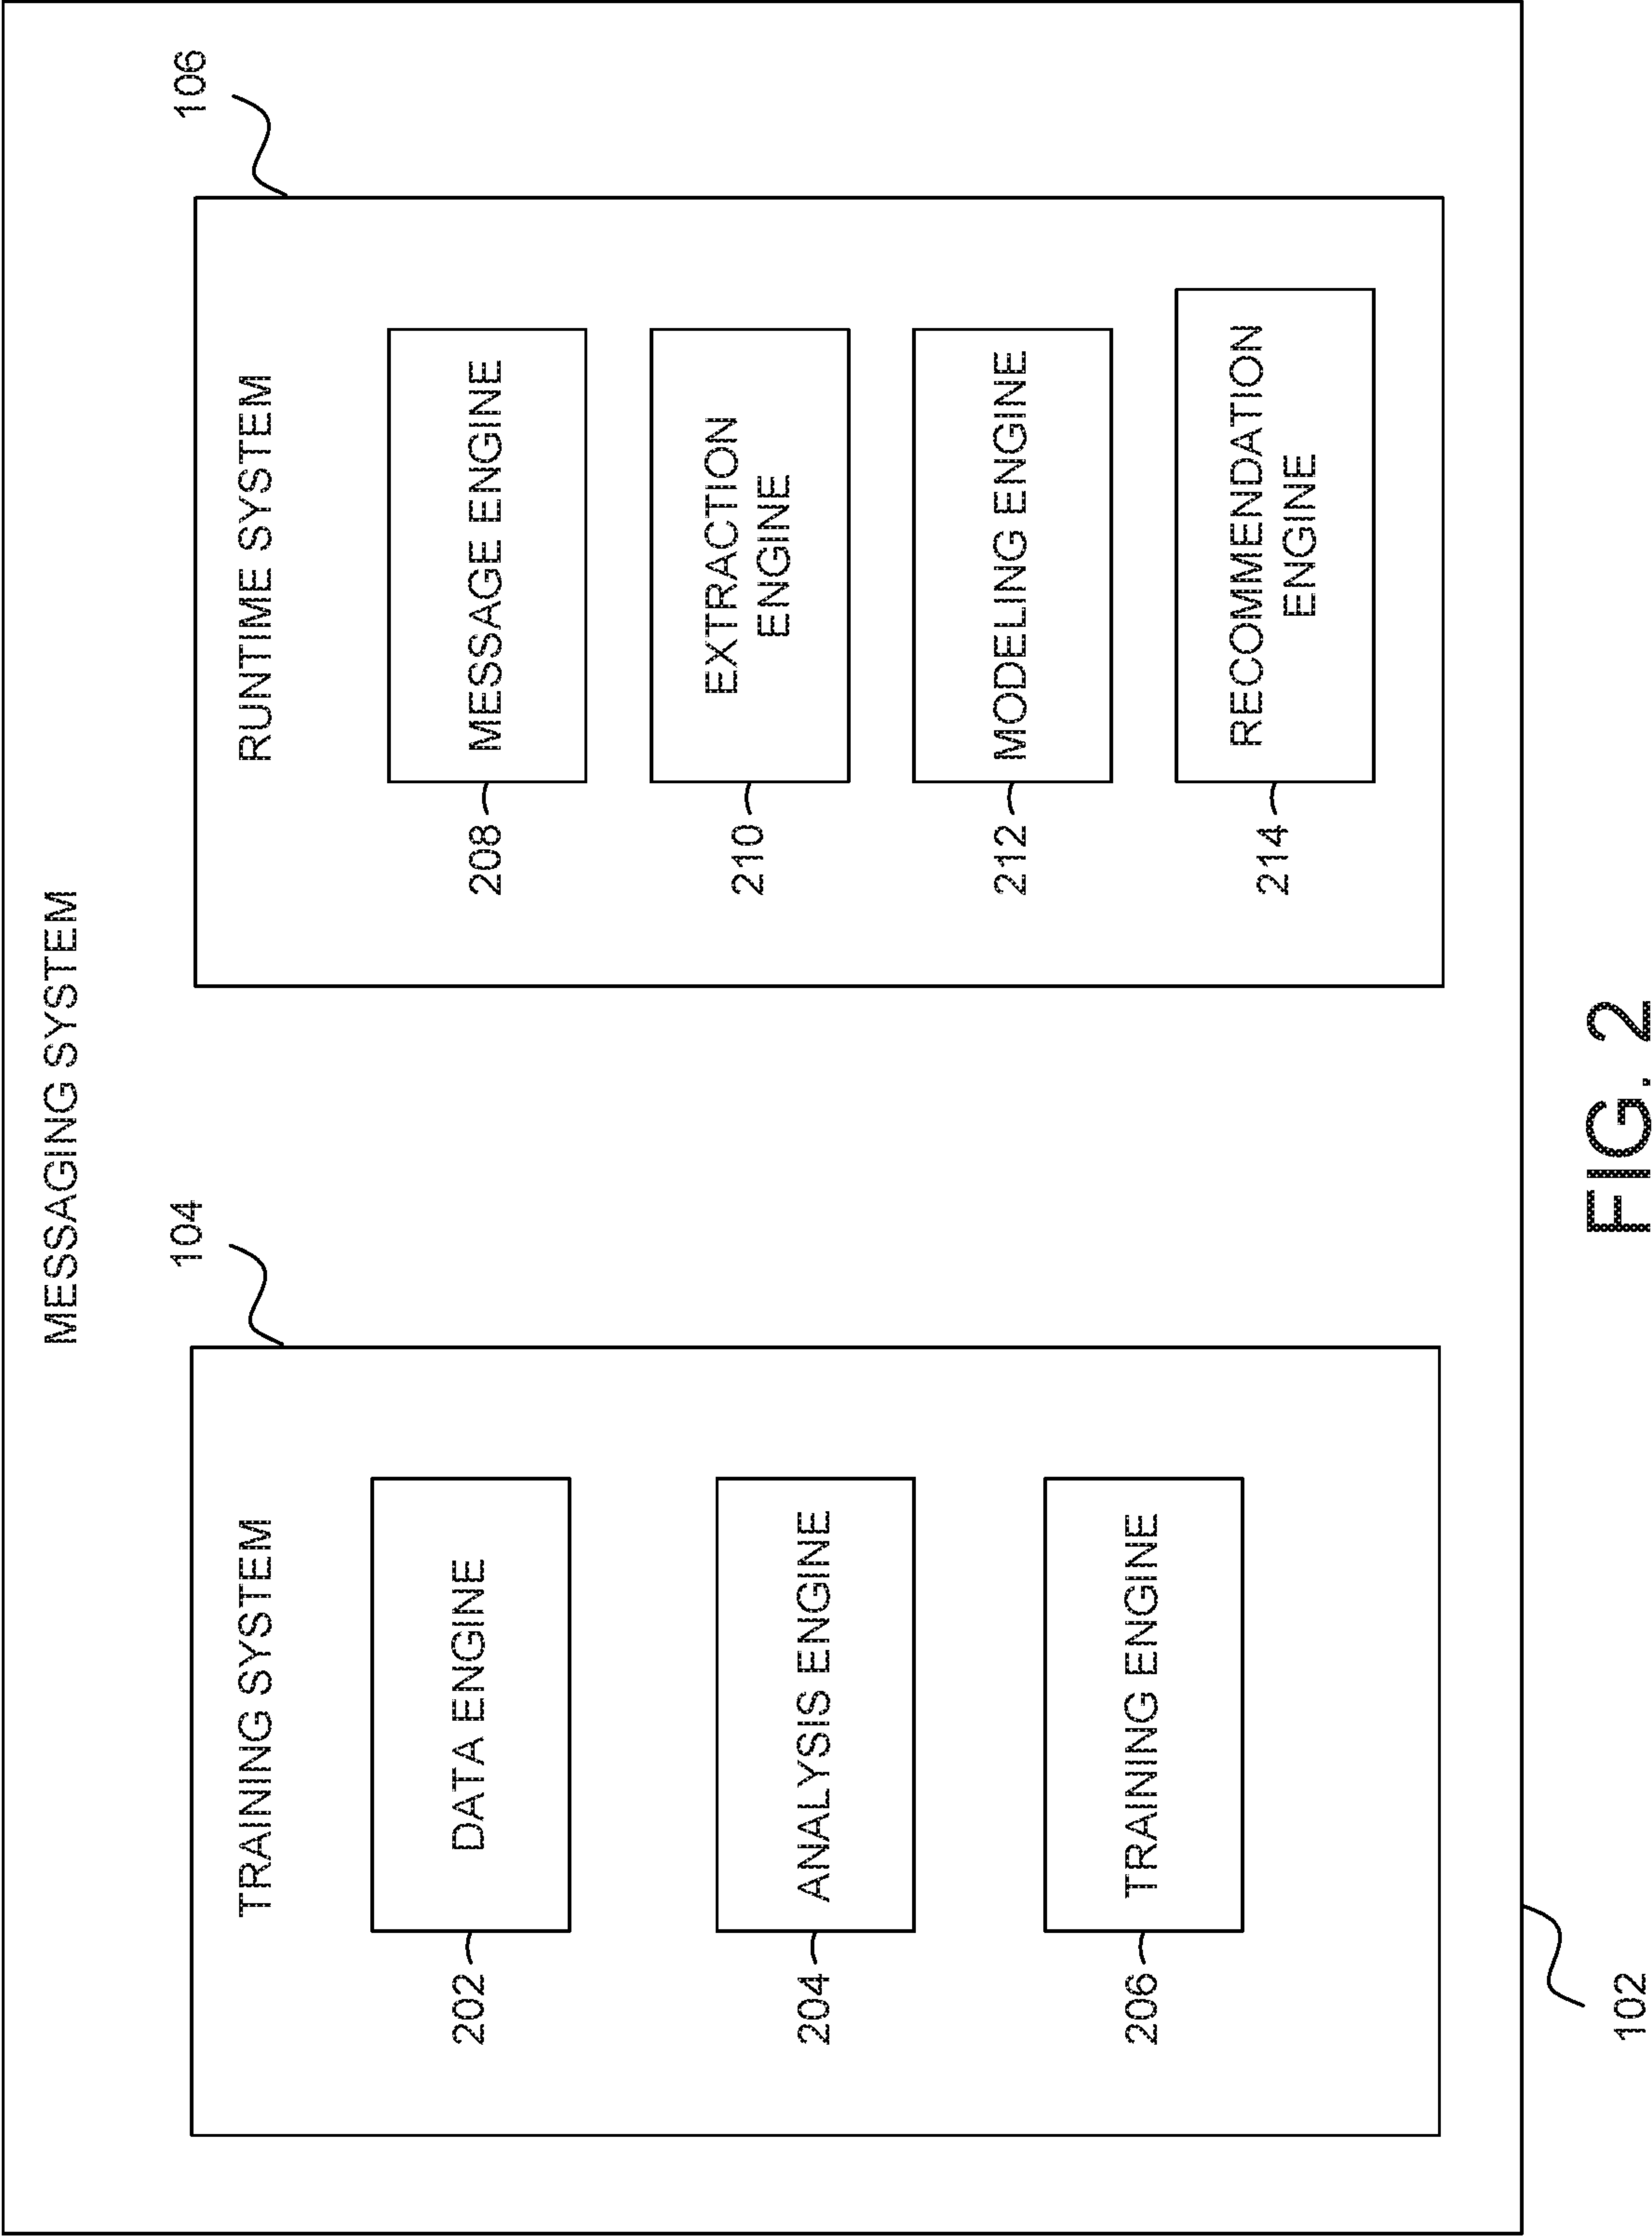 MESSAGING SYSTEM
104
TRAINING SYSTEM
202
DATA ENGINE
204
ANALYSIS ENGINE
206
TRAINING ENGINE
106
RUNTIME SYSTEM
208
MESSAGE ENGINE
210
EXTRACTION
ENGINE
212
MODELING ENGINE
214
RECOMMENDATION
ENGINE
102
FIG. 2